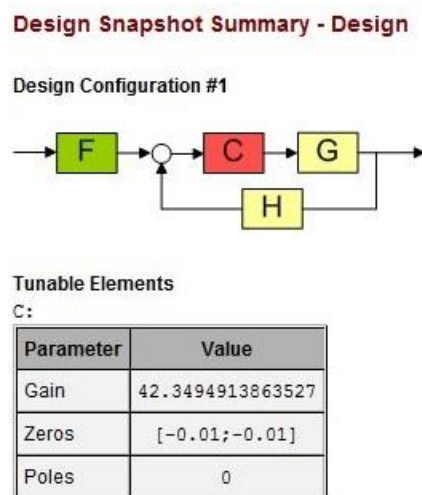 Design Snapshot Summary - Design
Design Configuration #1
F C G
H
Tunable Elements
C:
Parameter Value
Gain 42.3494913863527
Zeros [-0.01;-0.01]
Poles 0